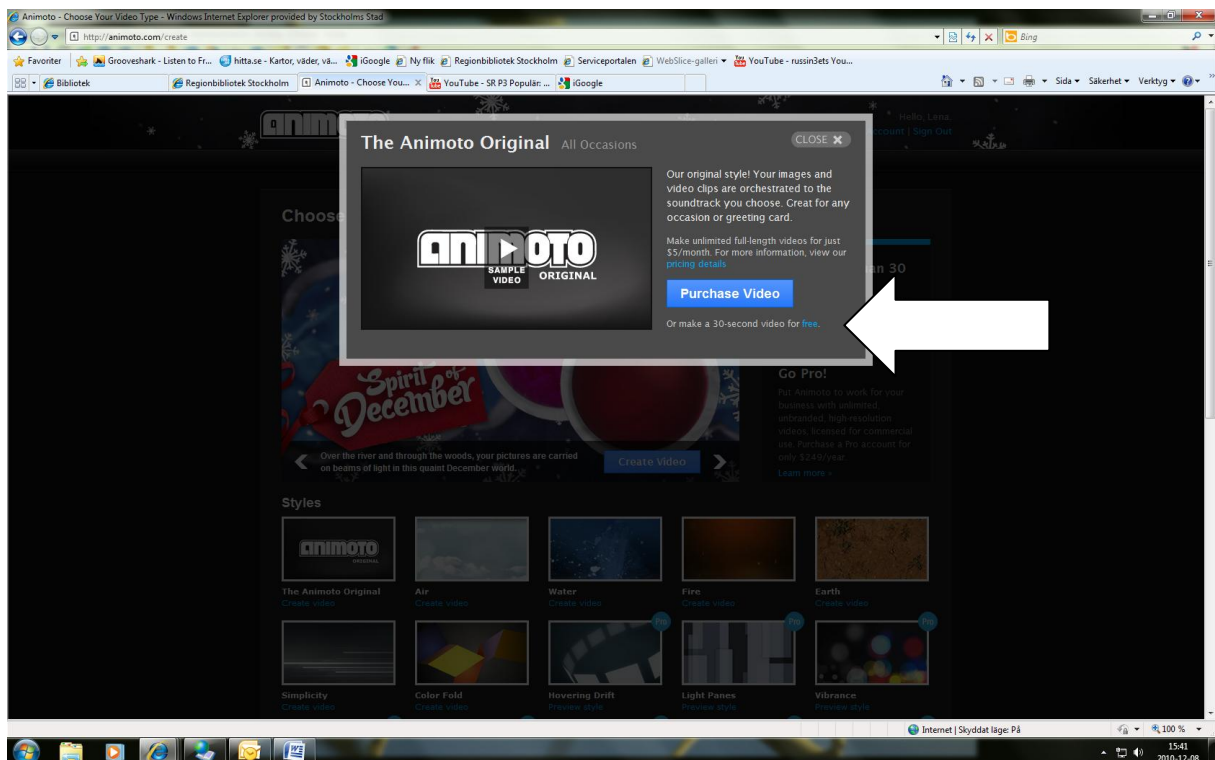 Animoto - Choose Your Video Type - Windows Internet Explorer provided by Stockholms Stad
http://animoto.com/create
Bing
Favoriter
Grooveshark - Listen to Fr...
hitta.se - Kartor, väder, vä...
iGoogle
Ny flik
Regionbibliotek Stockholm
Serviceportalen
WebSlice-galleri
YouTube - russin3ets You...
Bibliotek
Regionbibliotek Stockholm
Animoto - Choose You...
YouTube - SR P3 Populär: ...
iGoogle
Sida
Säkerhet
Verktyg
Hello, Lena
Account | Sign Out
The Animoto Original All Occasions
CLOSE X
Our original style! Your images and
video clips are orchestrated to the
soundtrack you choose. Great for any
occasion or greeting card.
Make unlimited full-length videos for just
$5/month. For more information, view our
pricing details
Purchase Video
Or make a 30-second video for free.
ANIMOTO
SAMPLE
VIDEO
ORIGINAL
Choose
an 30
Spirit of
December
Over the river and through the woods, your pictures are carried
on beams of light in this quaint December world.
Create Video
Go Pro!
Put Animoto to work for your
business with unlimited,
unbranded, high-resolution
videos, licensed for commercial
use. Purchase a Pro account for
only $249/year.
Learn more »
Styles
ANIMOTO
ORIGINAL
The Animoto Original
Create video
Air
Create video
Water
Create video
Fire
Create video
Earth
Create video
Pro
Pro
Pro
Simplicity
Create video
Color Fold
Create video
Hovering Drift
Preview style
Light Panes
Preview style
Vibrance
Preview style
Internet | Skyddat läge: På
100 %
15:41
2010-12-08